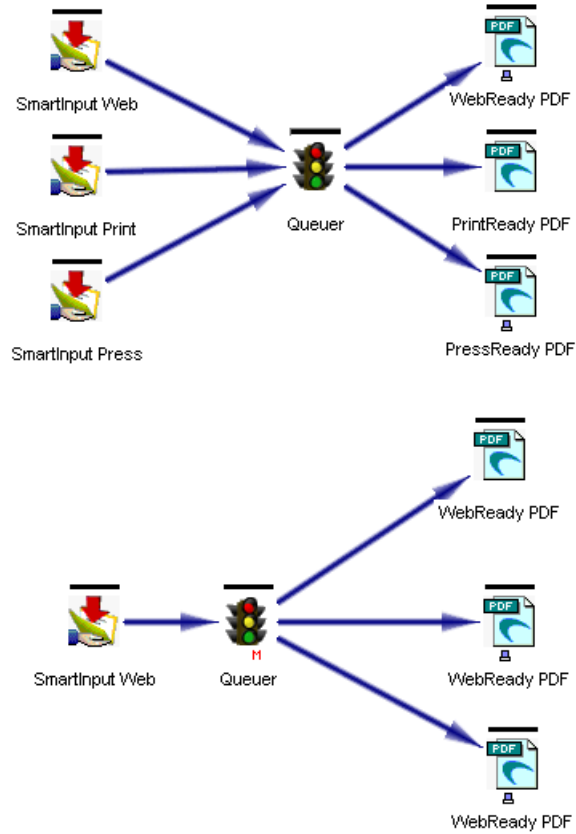 PDF
SmartInput Web
WebReady PDF
PDF
SmartInput Print
Queuer
PrintReady PDF
PDF
SmartInput Press
PressReady PDF
PDF
WebReady PDF
PDF
M
SmartInput Web
Queuer
WebReady PDF
PDF
WebReady PDF